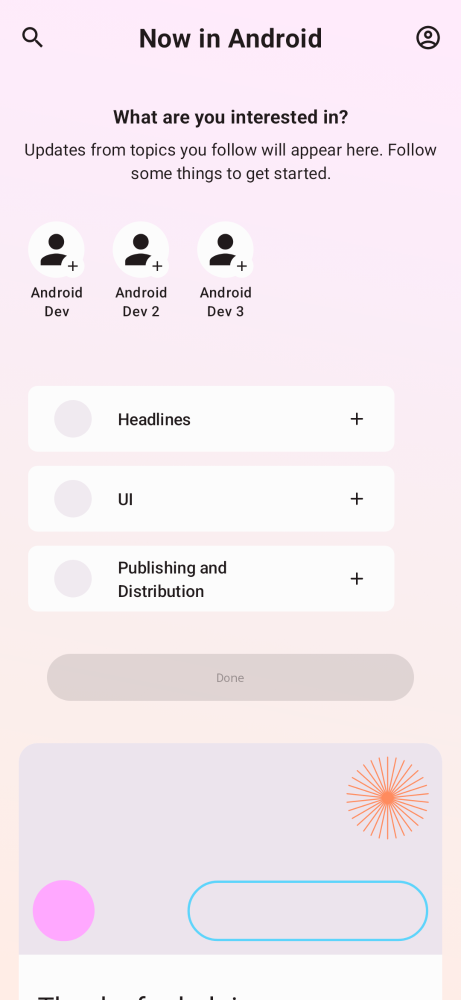 Now in Android
What are you interested in?
Updates from topics you follow will appear here. Follow
some things to get started.
Android
Dev
Android
Dev 2
Android
Dev 3
Headlines
UI
Publishing and
Distribution
Done